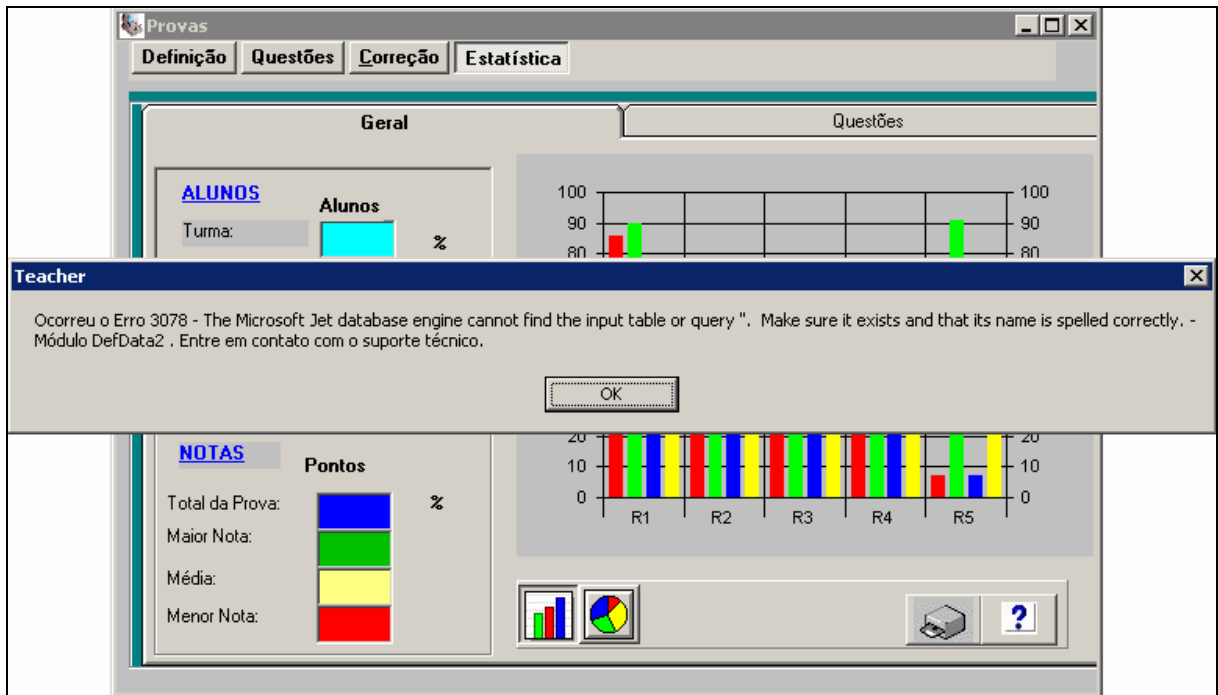 Provas
Definição Questões Correção Estatística
Geral Questões
ALUNOS
Alunos
Turma:
%
100 100
90 90
80 80
Teacher
Ocorreu o Erro 3078 - The Microsoft Jet database engine cannot find the input table or query ''. Make sure it exists and that its name is spelled correctly. -
Módulo DefData2 . Entre em contato com o suporte técnico.
OK
20 20
10 10
0 0
R1 R2 R3 R4 R5
NOTAS
Pontos
Total da Prova:
%
Maior Nota:
Média:
Menor Nota:
?